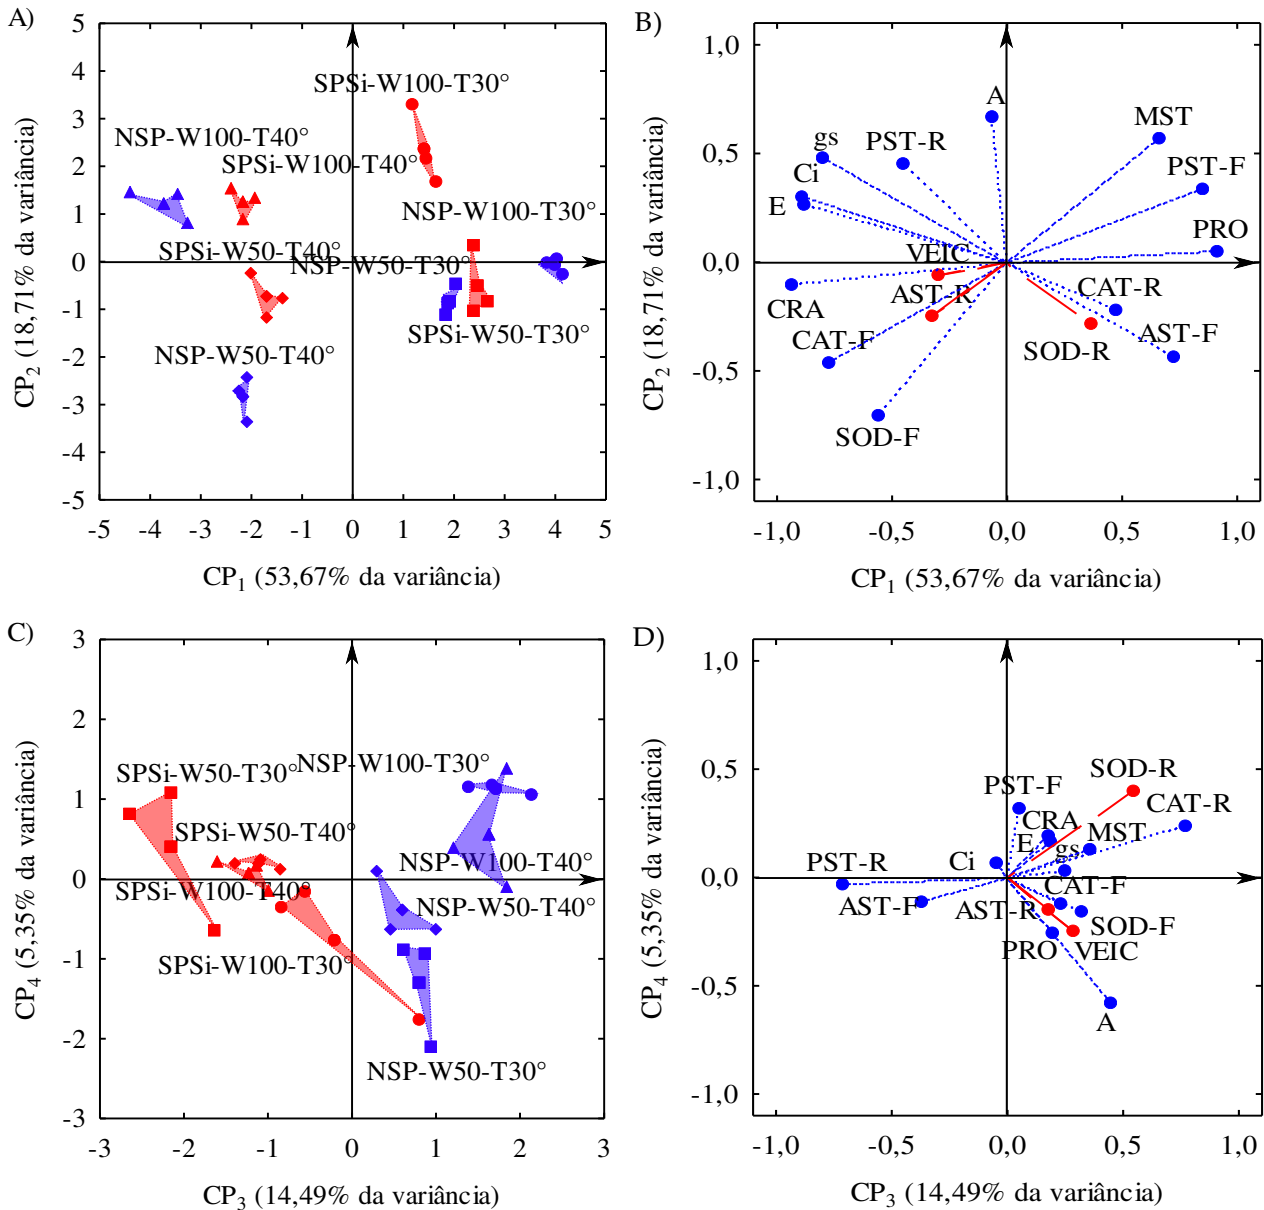 A)
5
4
3
2
1
0
-1
-2
-3
-4
-5
CP2 (18,71% da variância)
SPSi-W100-T30°
NSP-W100-T40°
SPSi-W100-T40°
NSP-W100-T30°
SPSi-W50-T40°
NSP-W50-T30°
SPSi-W50-T30°
NSP-W50-T40°
-5 -4 -3 -2 -1 0 1 2 3 4 5
CP1 (53,67% da variância)
B)
1,0
0,5
0,0
-0,5
-1,0
CP2 (18,71% da variância)
A
MST
gs
PST-R
PST-F
Ci
E
PRO
VEIC
CRA
AST-R
CAT-R
CAT-F
SOD-R
AST-F
SOD-F
-1,0 -0,5 0,0 0,5 1,0
CP1 (53,67% da variância)
C)
3
2
1
0
-1
-2
-3
CP4 (5,35% da variância)
NSP-W100-T30°
SPSi-W50-T30°
SPSi-W50-T40°
NSP-W100-T40°
SPSi-W100-T40°
NSP-W50-T40°
SPSi-W100-T30°
NSP-W50-T30°
-3 -2 -1 0 1 2 3
CP3 (14,49% da variância)
D)
1,0
0,5
0,0
-0,5
-1,0
CP4 (5,35% da variância)
SOD-R
PST-F
CAT-R
CRA
MST
E
gs
PST-R
Ci
CAT-F
AST-F
AST-R
SOD-F
PRO
VEIC
A
-1,0 -0,5 0,0 0,5 1,0
CP3 (14,49% da variância)